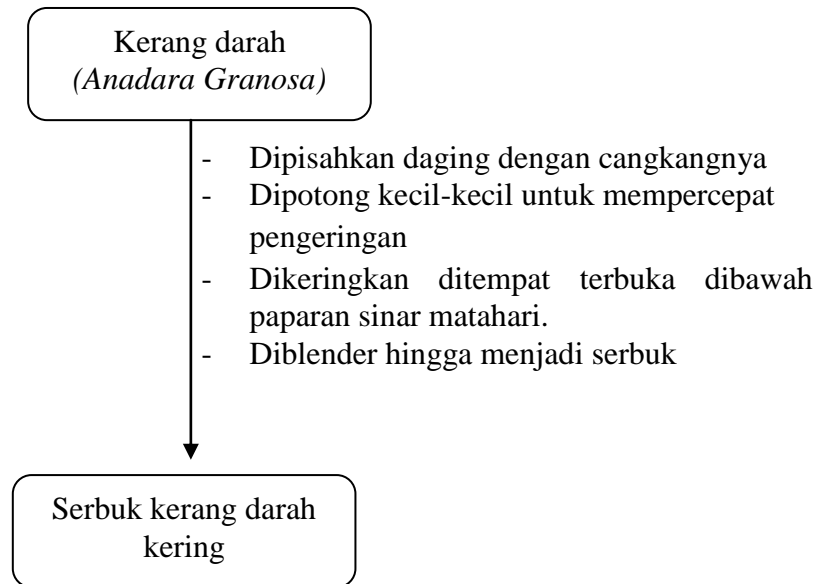 Kerang darah
(Anadara Granosa)
- Dipisahkan daging dengan cangkangnya
- Dipotong kecil-kecil untuk mempercepat
pengeringan
- Dikeringkan ditempat terbuka dibawah
paparan sinar matahari.
- Diblender hingga menjadi serbuk
Serbuk kerang darah
kering